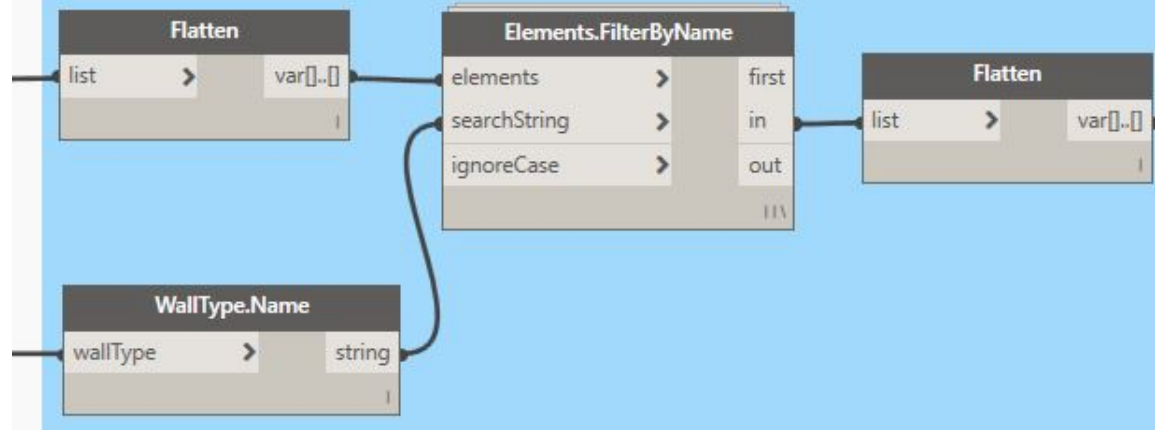 Flatten
list > var[]..[]
|
Elements.FilterByName
elements > first
searchString > in
ignoreCase > out
||\
Flatten
list > var[]..[]
|
WallType.Name
wallType > string
|